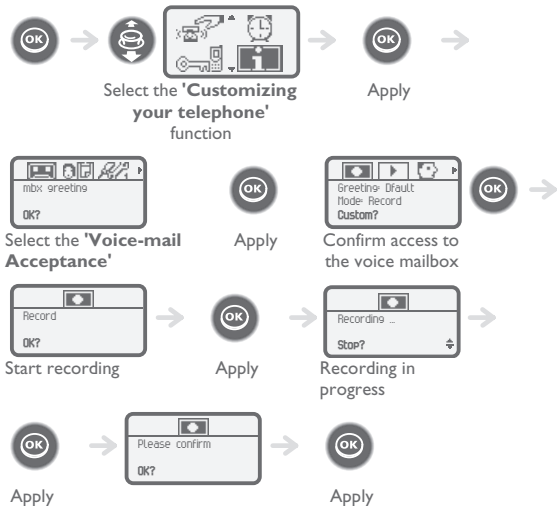 OK
OK
Select the 'Customizing
your telephone'
function
Apply
mbx greeting
OK?
Select the 'Voice-mail
Acceptance'
OK
Apply
Greeting: Dfault
Mode: Record
Custom?
Confirm access to
the voice mailbox
OK
Record
OK?
Start recording
OK
Apply
Recording ...
Stop?
Recording in
progress
OK
Apply
Please confirm
OK?
OK
Apply